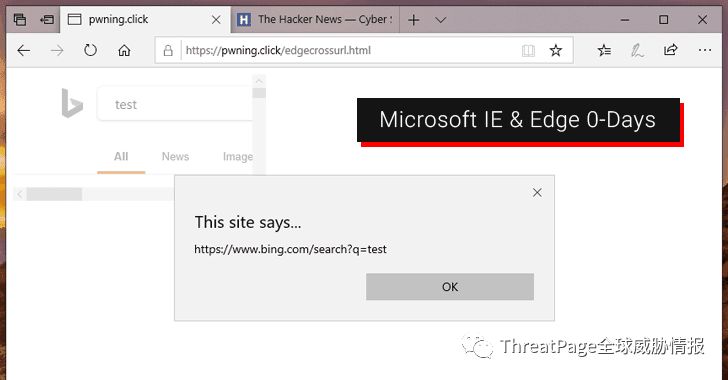 pwning.click
The Hacker News — Cyber S
https://pwning.click/edgecrossurl.html
test
All News Image
Microsoft IE & Edge 0-Days
This site says...
https://www.bing.com/search?q=test
OK
ThreatPage全球威胁情报